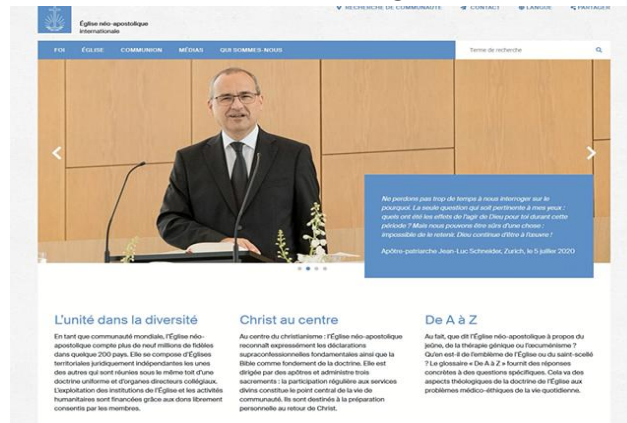 RECHERCHE DE COMMUNAUTÉ CONTACT LANGUE PARTAGER
Église néo-apostolique
internationale
FOI ÉGLISE COMMUNION MÉDIAS QUI SOMMES-NOUS Terme de recherche
Ne perdons pas trop de temps à nous interroger sur le
pourquoi. La seule question qui soit pertinente à mes yeux :
quels ont été les effets de l'agir de Dieu pour toi durant cette
période ? Mais nous pouvons être sûrs d'une chose :
impossible de le retenir. Dieu continue d'être à l'œuvre !
Apôtre-patriarche Jean-Luc Schneider, Zurich, le 5 juillet 2020
L'unité dans la diversité
En tant que communauté mondiale, l'Église néo-
apostolique compte plus de neuf millions de fidèles
dans quelque 200 pays. Elle se compose d'Églises
territoriales juridiquement indépendantes les unes
des autres qui sont réunies sous le même toit d'une
doctrine uniforme et d'organes directeurs collégiaux.
L'exploitation des institutions de l'Église et les activités
humanitaires sont financées grâce aux dons librement
consentis par les membres.
Christ au centre
Au centre du christianisme : l'Église néo-apostolique
reconnaît expressément les déclarations
supraconfessionnelles fondamentales ainsi que la
Bible comme fondement de la doctrine. Elle est
dirigée par des apôtres et administre trois
sacrements : la participation régulière aux services
divins constitue le point central de la vie de
communauté. Ils sont destinés à la préparation
personnelle au retour de Christ.
De A à Z
Au fait, que dit l'Église néo-apostolique à propos du
jeûne, de la thérapie génique ou l'œcuménisme ?
Qu'en est-il de l'emblème de l'Église ou du saint-scellé
? Le glossaire « De A à Z » fournit des réponses
concrètes à des questions spécifiques. Cela va des
aspects théologiques de la doctrine de l'Église aux
problèmes médico-éthiques de la vie quotidienne.